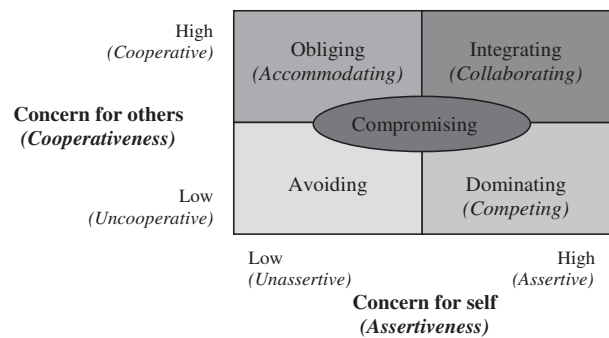 High
(Cooperative)
Obliging
(Accommodating)
Integrating
(Collaborating)
Concern for others
(Cooperativeness)
Compromising
Low
(Uncooperative)
Avoiding
Dominating
(Competing)
Low
(Unassertive)
High
(Assertive)
Concern for self
(Assertiveness)